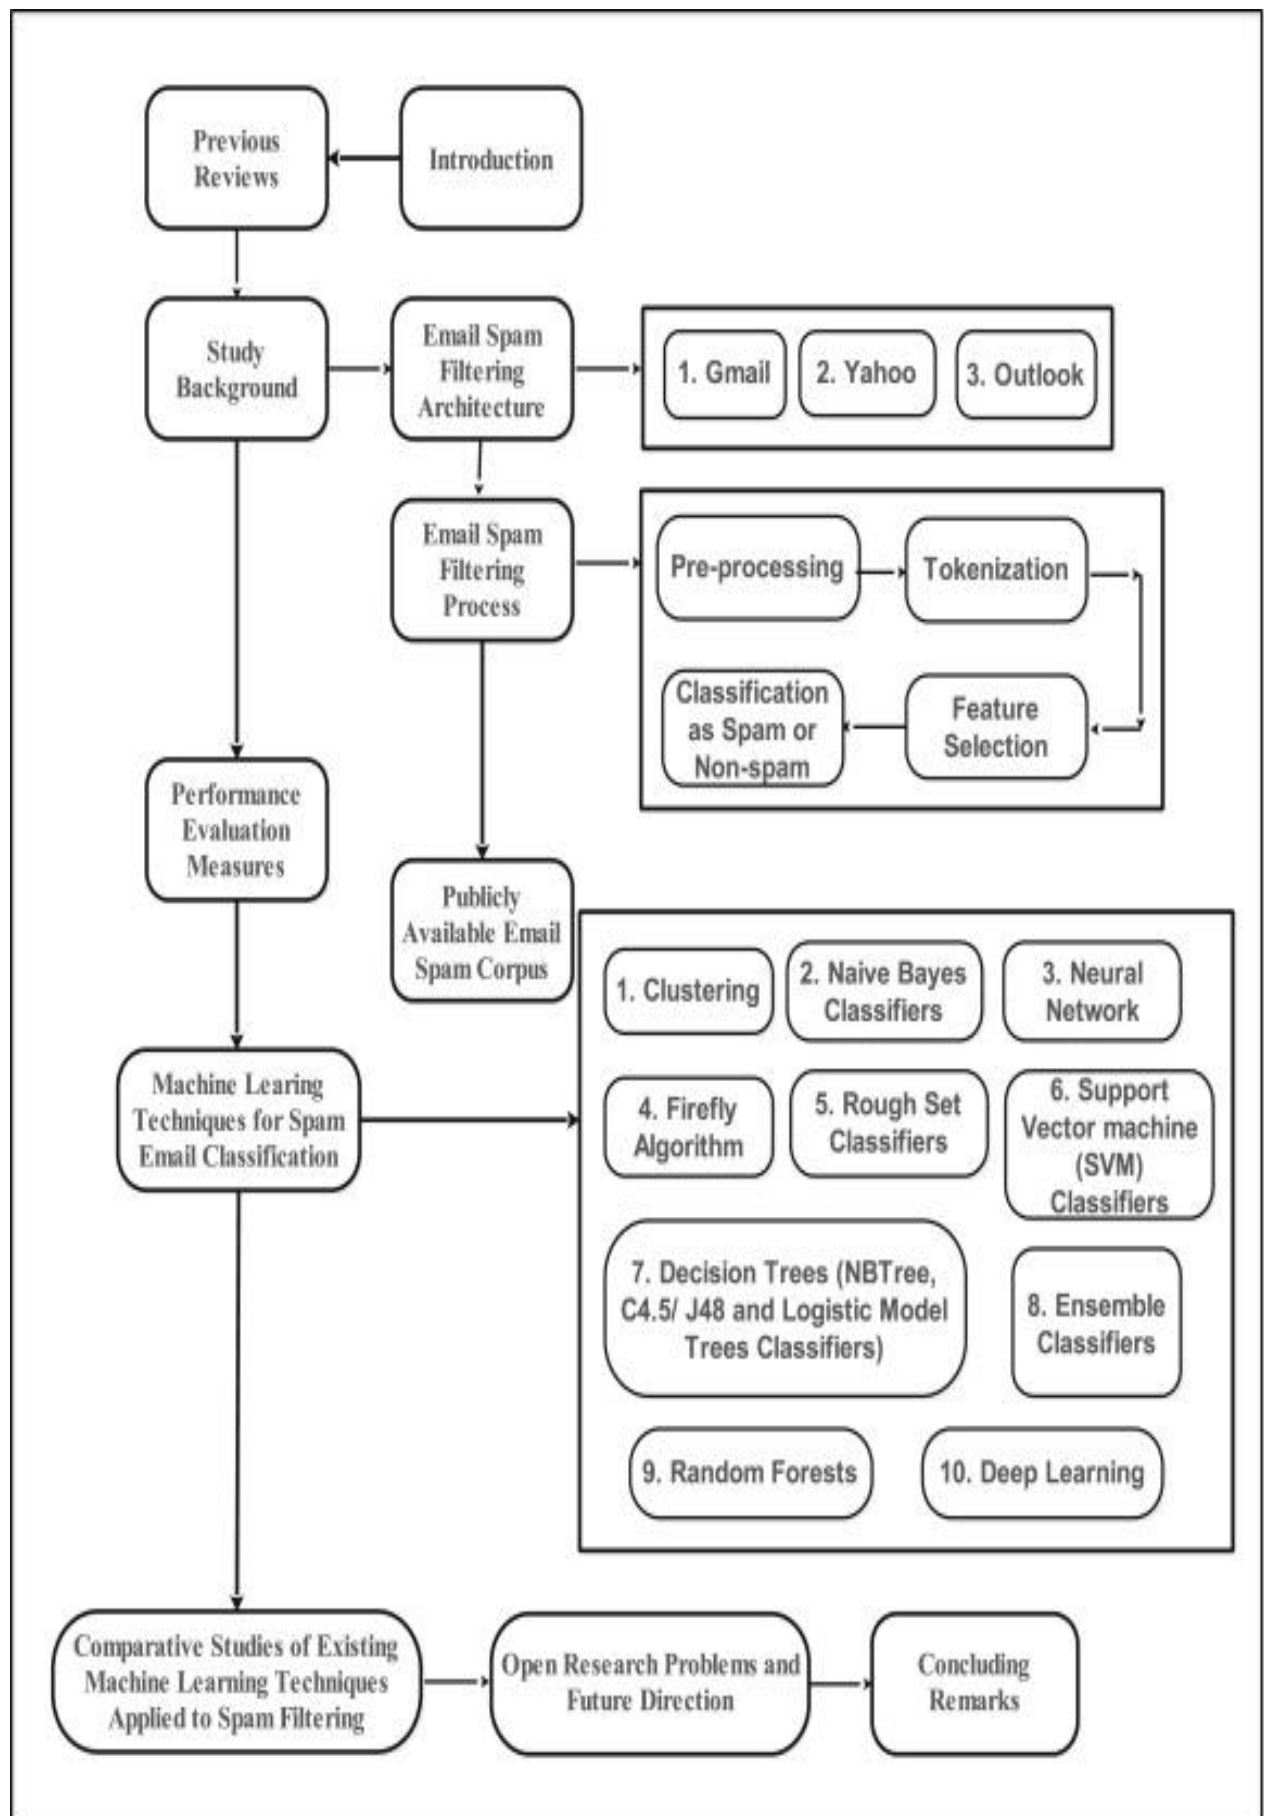 Previous
Reviews
Introduction
Study
Background
Email Spam
Filtering
Architecture
1. Gmail
2. Yahoo
3. Outlook
Email Spam
Filtering
Process
Pre-processing
Tokenization
Classification
as Spam or
Non-spam
Feature
Selection
Performance
Evaluation
Measures
Publicly
Available Email
Spam Corpus
1. Clustering
2. Naive Bayes
Classifiers
3. Neural
Network
Machine Learing
Techniques for Spam
Email Classification
4. Firefly
Algorithm
5. Rough Set
Classifiers
6. Support
Vector machine
(SVM)
Classifiers
7. Decision Trees (NBTree,
C4.5/ J48 and Logistic Model
Trees Classifiers)
8. Ensemble
Classifiers
9. Random Forests
10. Deep Learning
Comparative Studies of Existing
Machine Learning Techniques
Applied to Spam Filtering
Open Research Problems and
Future Direction
Concluding
Remarks